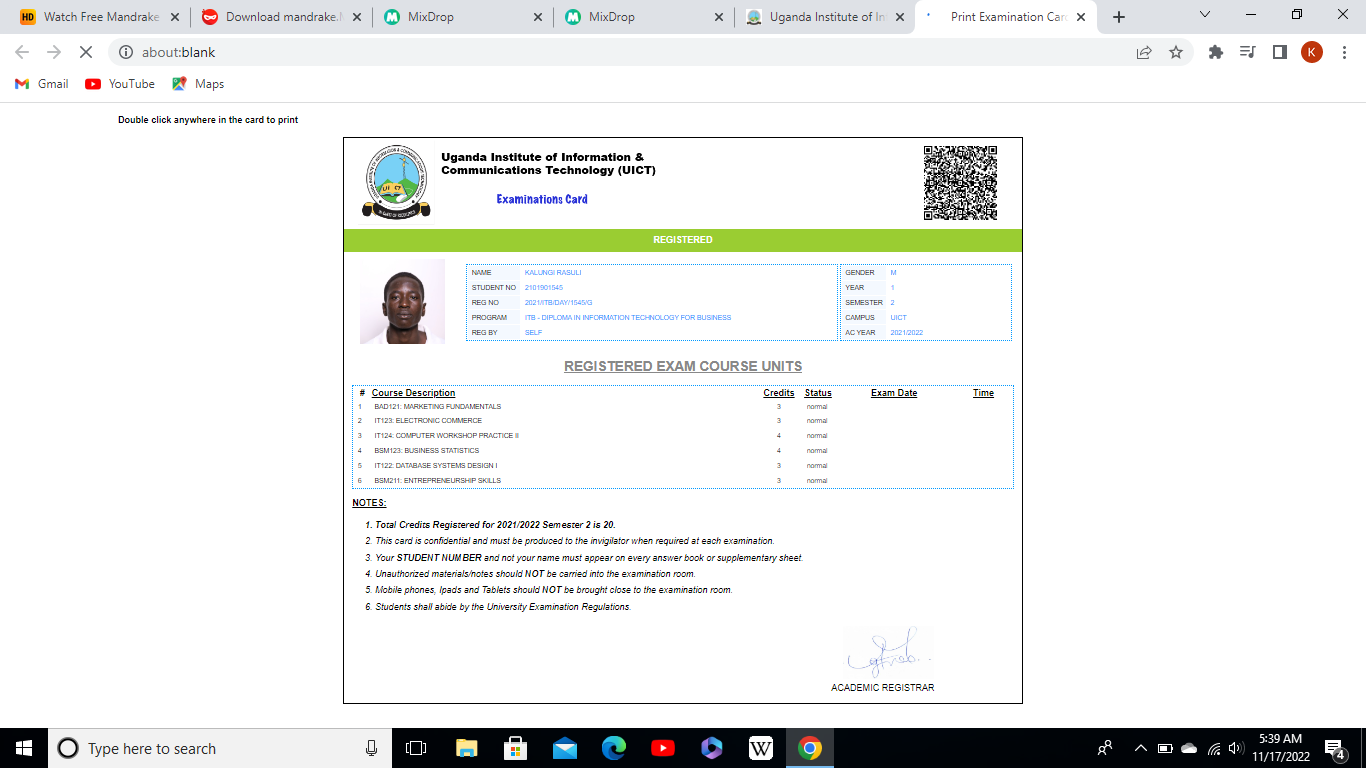 Watch Free Mandrake
Download mandrake.
MixDrop
MixDrop
Uganda Institute of In
Print Examination Car
about:blank
K
Gmail
YouTube
Maps
Double click anywhere in the card to print
Uganda Institute of Information &
Communications Technology (UICT)
Examinations Card
REGISTERED
NAME KALUNGI RASULI
STUDENT NO 2101901545
REG NO 2021/ITB/DAY/1545/G
PROGRAM ITB - DIPLOMA IN INFORMATION TECHNOLOGY FOR BUSINESS
REG BY SELF
GENDER M
YEAR 1
SEMESTER 2
CAMPUS UICT
AC YEAR 2021/2022
REGISTERED EXAM COURSE UNITS
# Course Description Credits Status Exam Date Time
1 BAD121: MARKETING FUNDAMENTALS 3 normal
2 IT123: ELECTRONIC COMMERCE 3 normal
3 IT124: COMPUTER WORKSHOP PRACTICE II 4 normal
4 BSM123: BUSINESS STATISTICS 4 normal
5 IT122: DATABASE SYSTEMS DESIGN I 3 normal
6 BSM211: ENTREPRENEURSHIP SKILLS 3 normal
NOTES:
1. Total Credits Registered for 2021/2022 Semester 2 is 20.
2. This card is confidential and must be produced to the invigilator when required at each examination.
3. Your STUDENT NUMBER and not your name must appear on every answer book or supplementary sheet.
4. Unauthorized materials/notes should NOT be carried into the examination room.
5. Mobile phones, Ipads and Tablets should NOT be brought close to the examination room.
6. Students shall abide by the University Examination Regulations.
ACADEMIC REGISTRAR
Type here to search
5:39 AM
11/17/2022
4